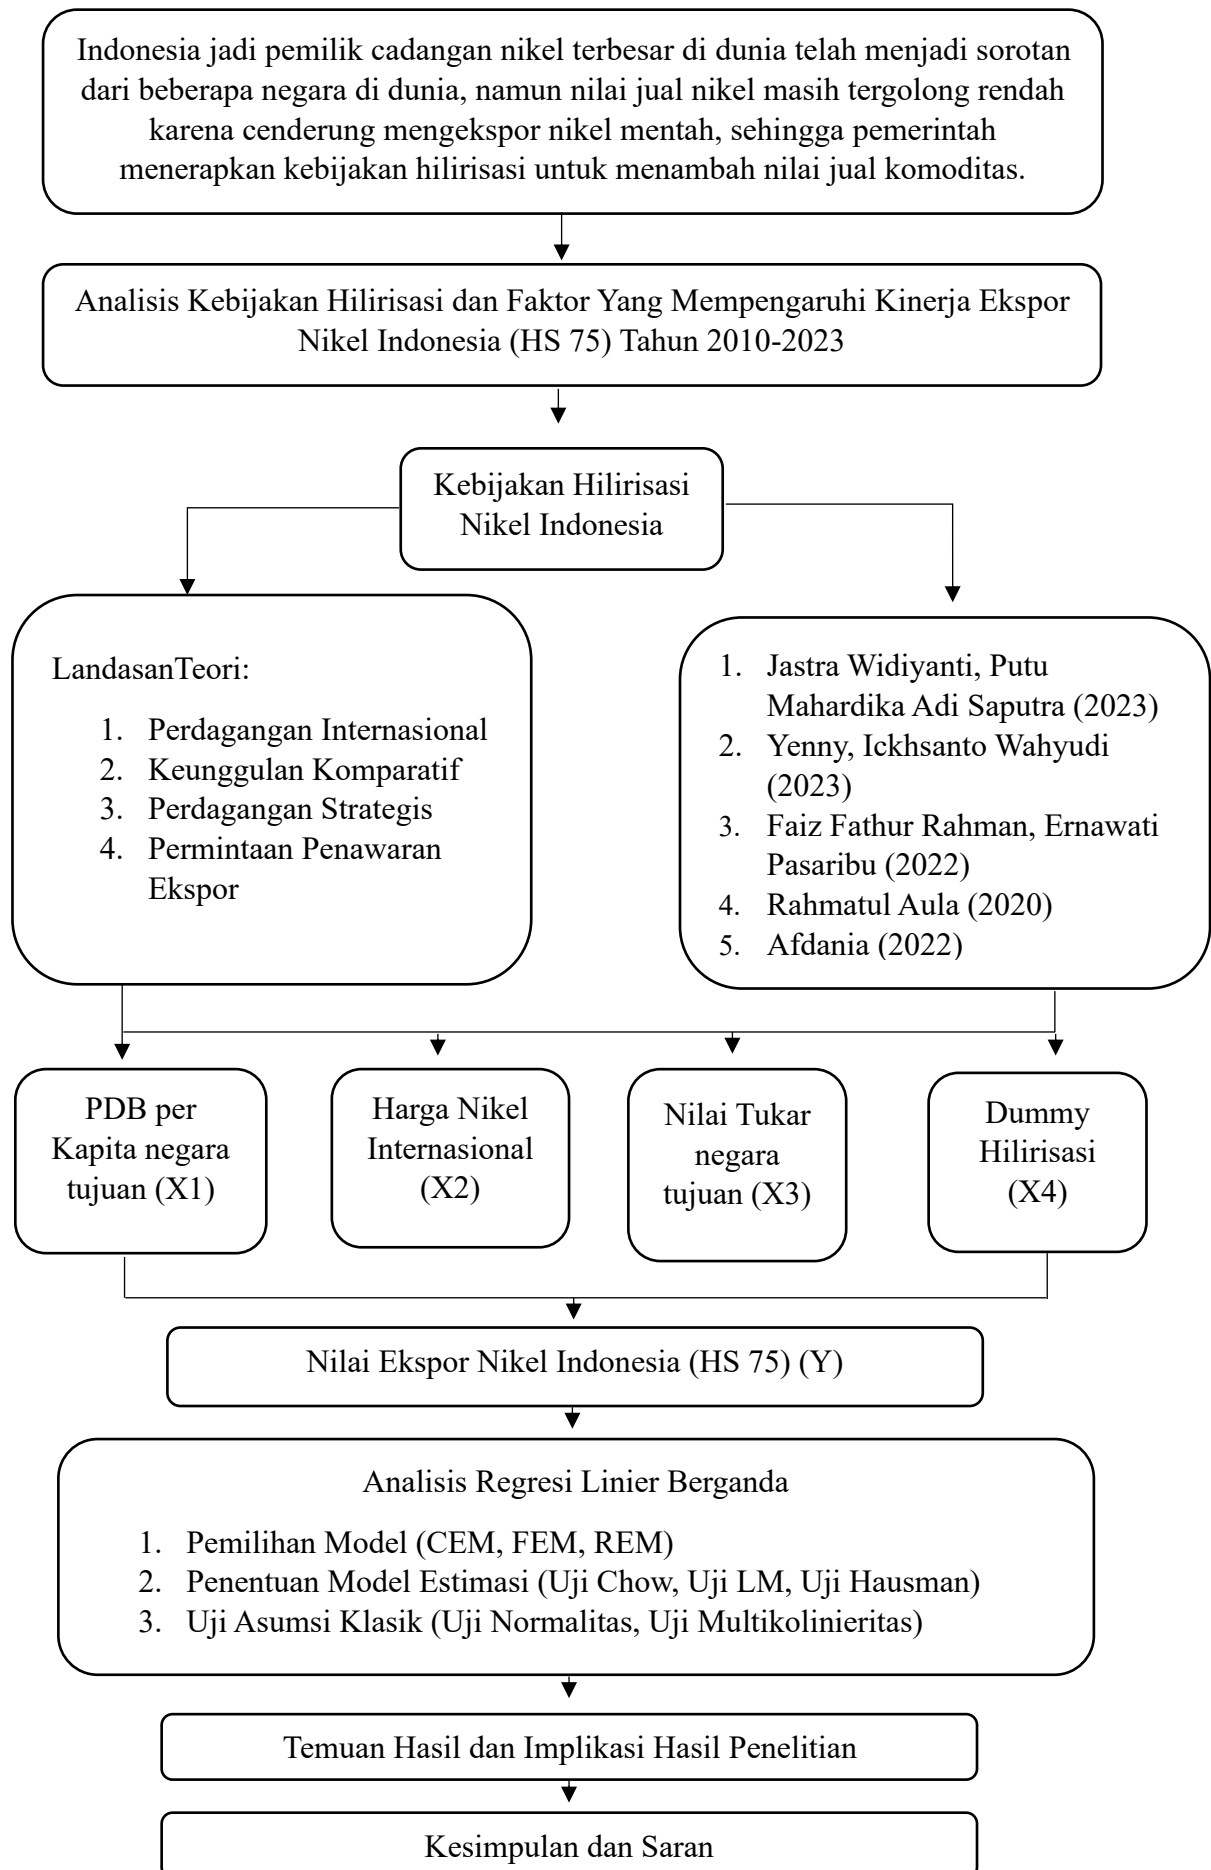 Indonesia jadi pemilik cadangan nikel terbesar di dunia telah menjadi sorotan
dari beberapa negara di dunia, namun nilai jual nikel masih tergolong rendah
karena cenderung mengekspor nikel mentah, sehingga pemerintah
menerapkan kebijakan hilirisasi untuk menambah nilai jual komoditas.
Analisis Kebijakan Hilirisasi dan Faktor Yang Mempengaruhi Kinerja Ekspor
Nikel Indonesia (HS 75) Tahun 2010-2023
Kebijakan Hilirisasi
Nikel Indonesia
LandasanTeori:
1. Perdagangan Internasional
2. Keunggulan Komparatif
3. Perdagangan Strategis
4. Permintaan Penawaran
Ekspor
1. Jastra Widiyanti, Putu
Mahardika Adi Saputra (2023)
2. Yenny, Ickhsanto Wahyudi
(2023)
3. Faiz Fathur Rahman, Ernawati
Pasaribu (2022)
4. Rahmatul Aula (2020)
5. Afdania (2022)
PDB per
Kapita negara
tujuan (X1)
Harga Nikel
Internasional
(X2)
Nilai Tukar
negara
tujuan (X3)
Dummy
Hilirisasi
(X4)
Nilai Ekspor Nikel Indonesia (HS 75) (Y)
Analisis Regresi Linier Berganda
1. Pemilihan Model (CEM, FEM, REM)
2. Penentuan Model Estimasi (Uji Chow, Uji LM, Uji Hausman)
3. Uji Asumsi Klasik (Uji Normalitas, Uji Multikolinieritas)
Temuan Hasil dan Implikasi Hasil Penelitian
Kesimpulan dan Saran